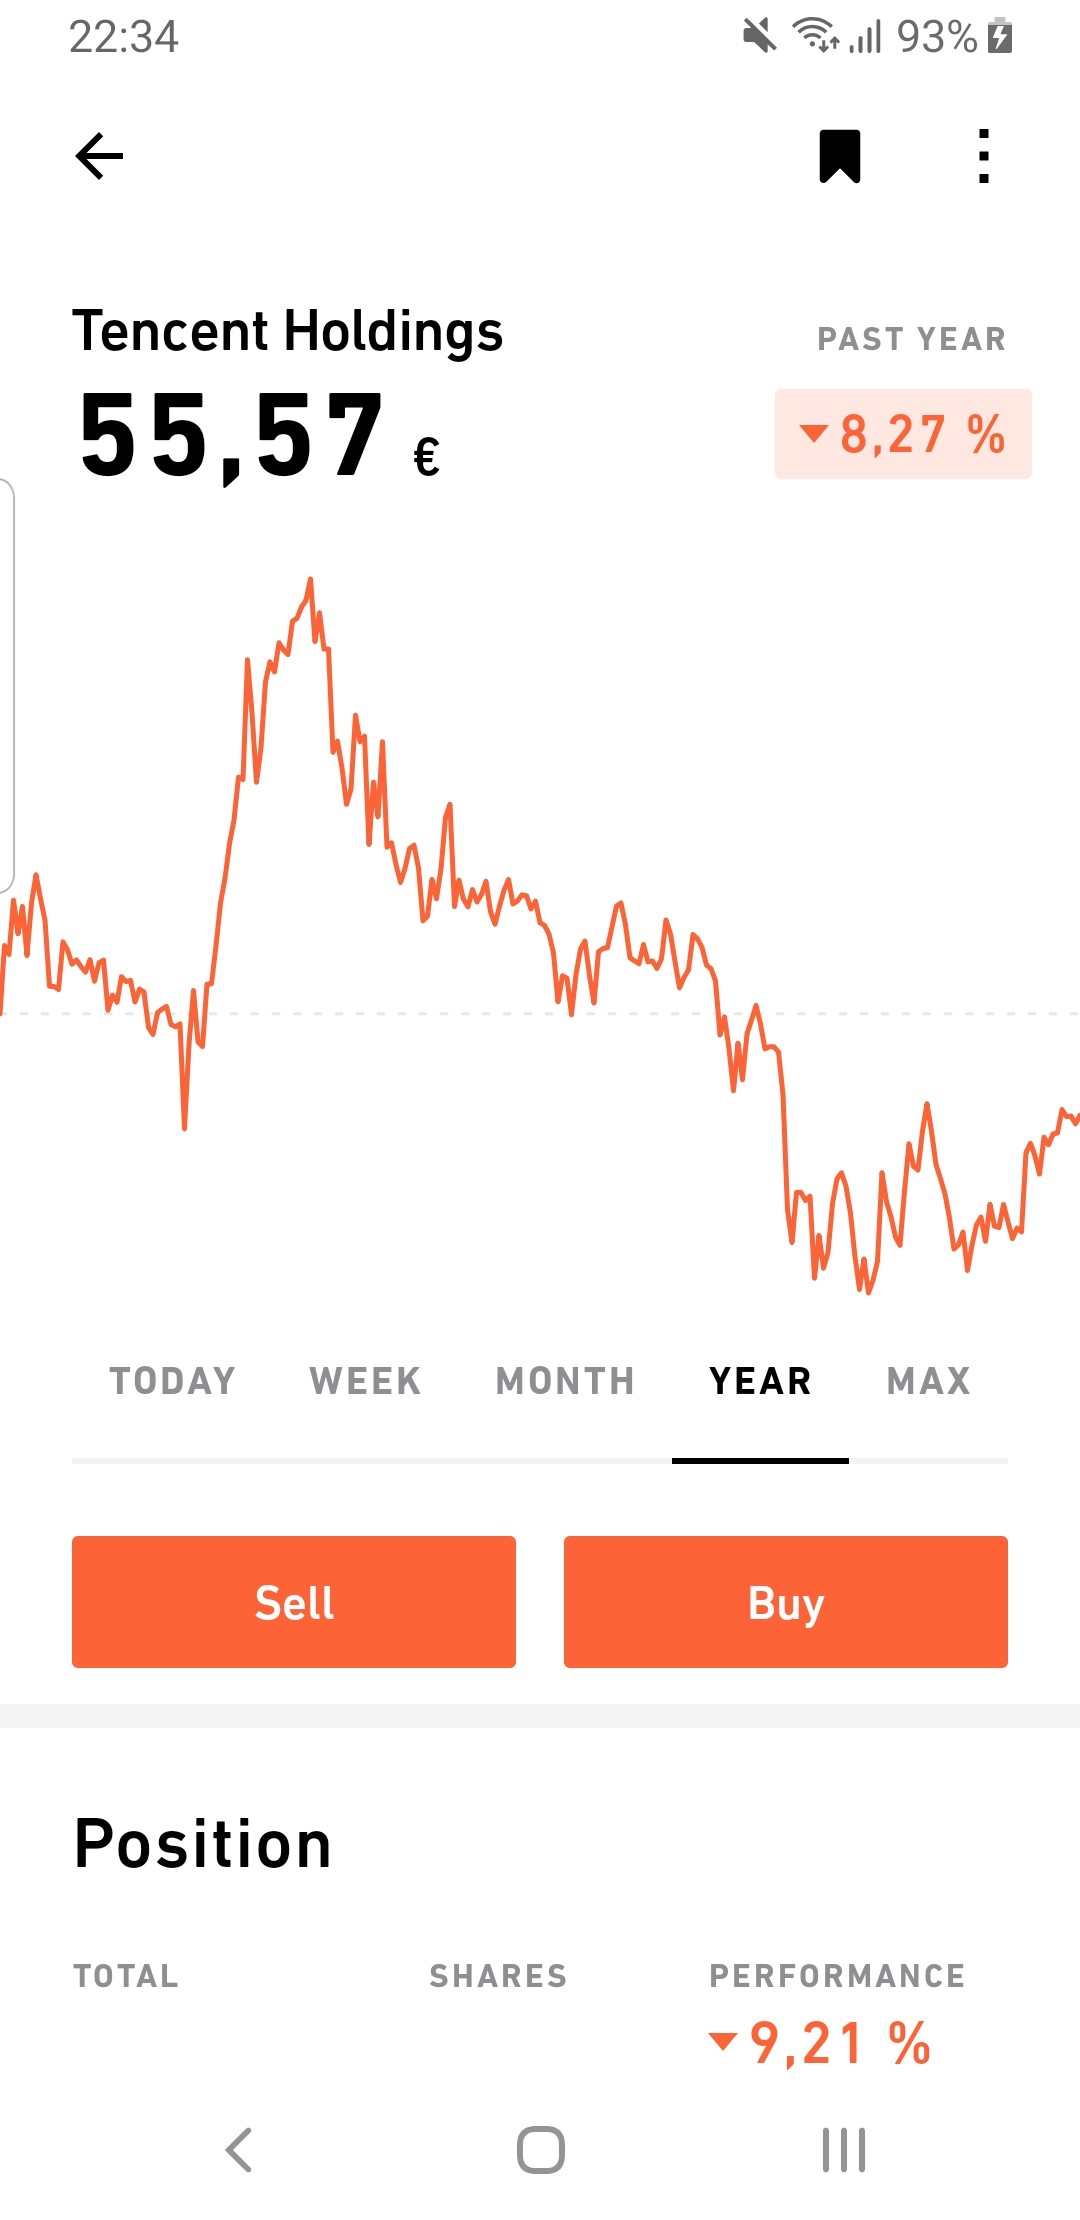 22:34 93%
Tencent Holdings
PAST YEAR
55,57 €
8,27 %
TODAY WEEK MONTH YEAR MAX
Sell Buy
Position
TOTAL SHARES PERFORMANCE
9,21 %